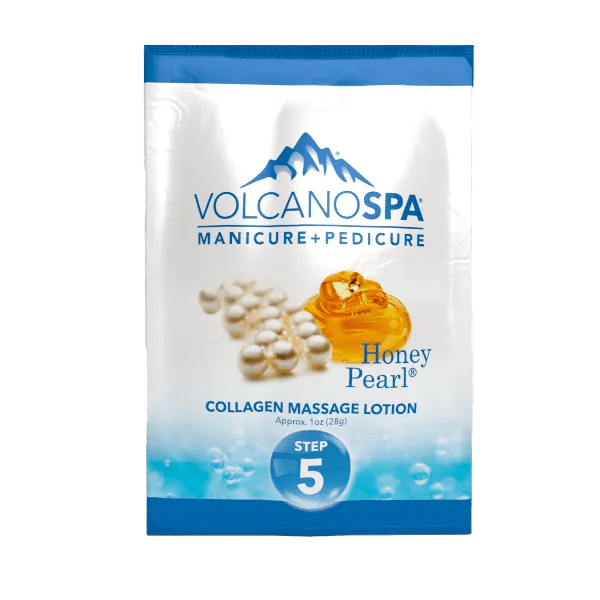 VOLCANOSPA®
MANICURE+PEDICURE
Honey
Pearl®
COLLAGEN MASSAGE LOTION
Approx. 1oz (28g)
STEP
5